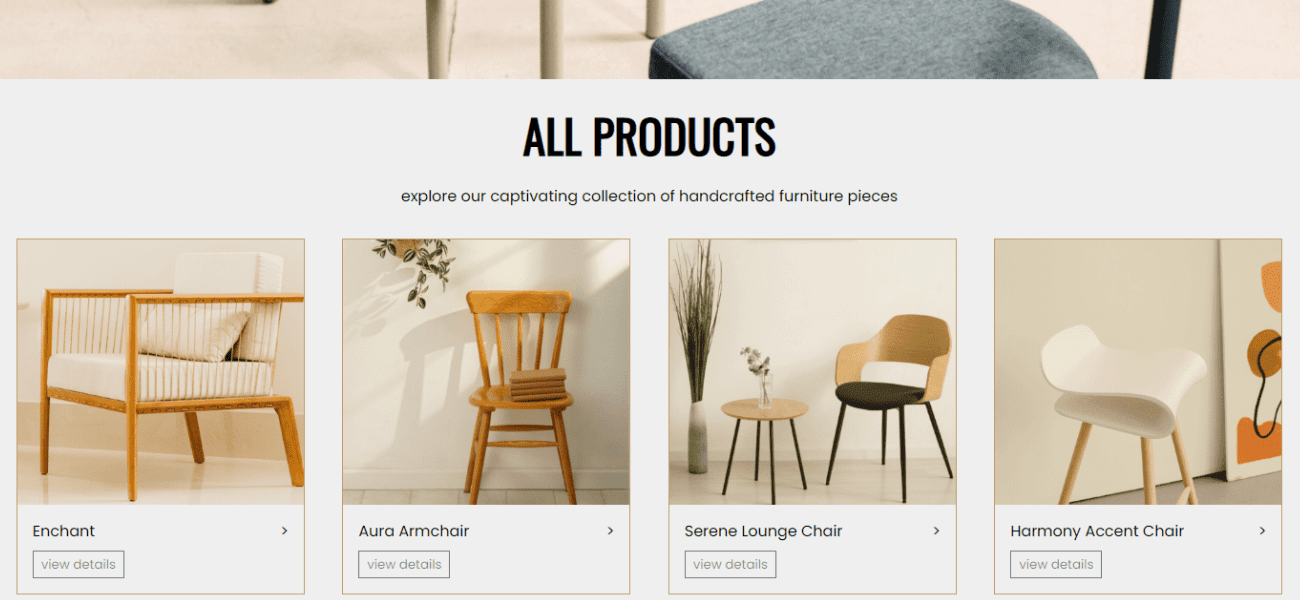 ALL PRODUCTS
explore our captivating collection of handcrafted furniture pieces
Enchant >
view details
Aura Armchair >
view details
Serene Lounge Chair >
view details
Harmony Accent Chair >
view details